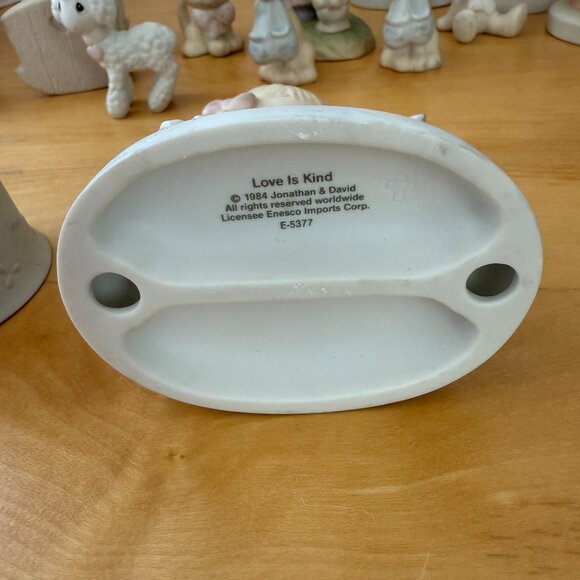 Love Is Kind
© 1984 Jonathan & David
All rights reserved worldwide
Licensee Enesco Imports Corp.
E-5377